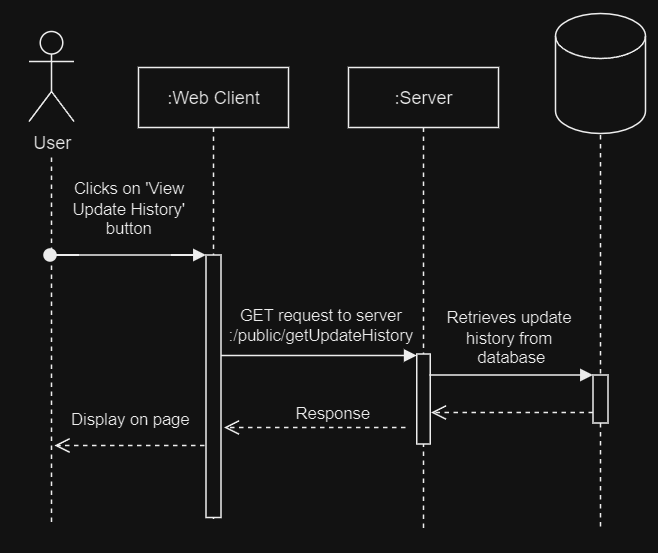 :Web Client
:Server
User
Clicks on 'View
Update History'
button
GET request to server
:/public/getUpdateHistory
Retrieves update
history from
database
Response
Display on page